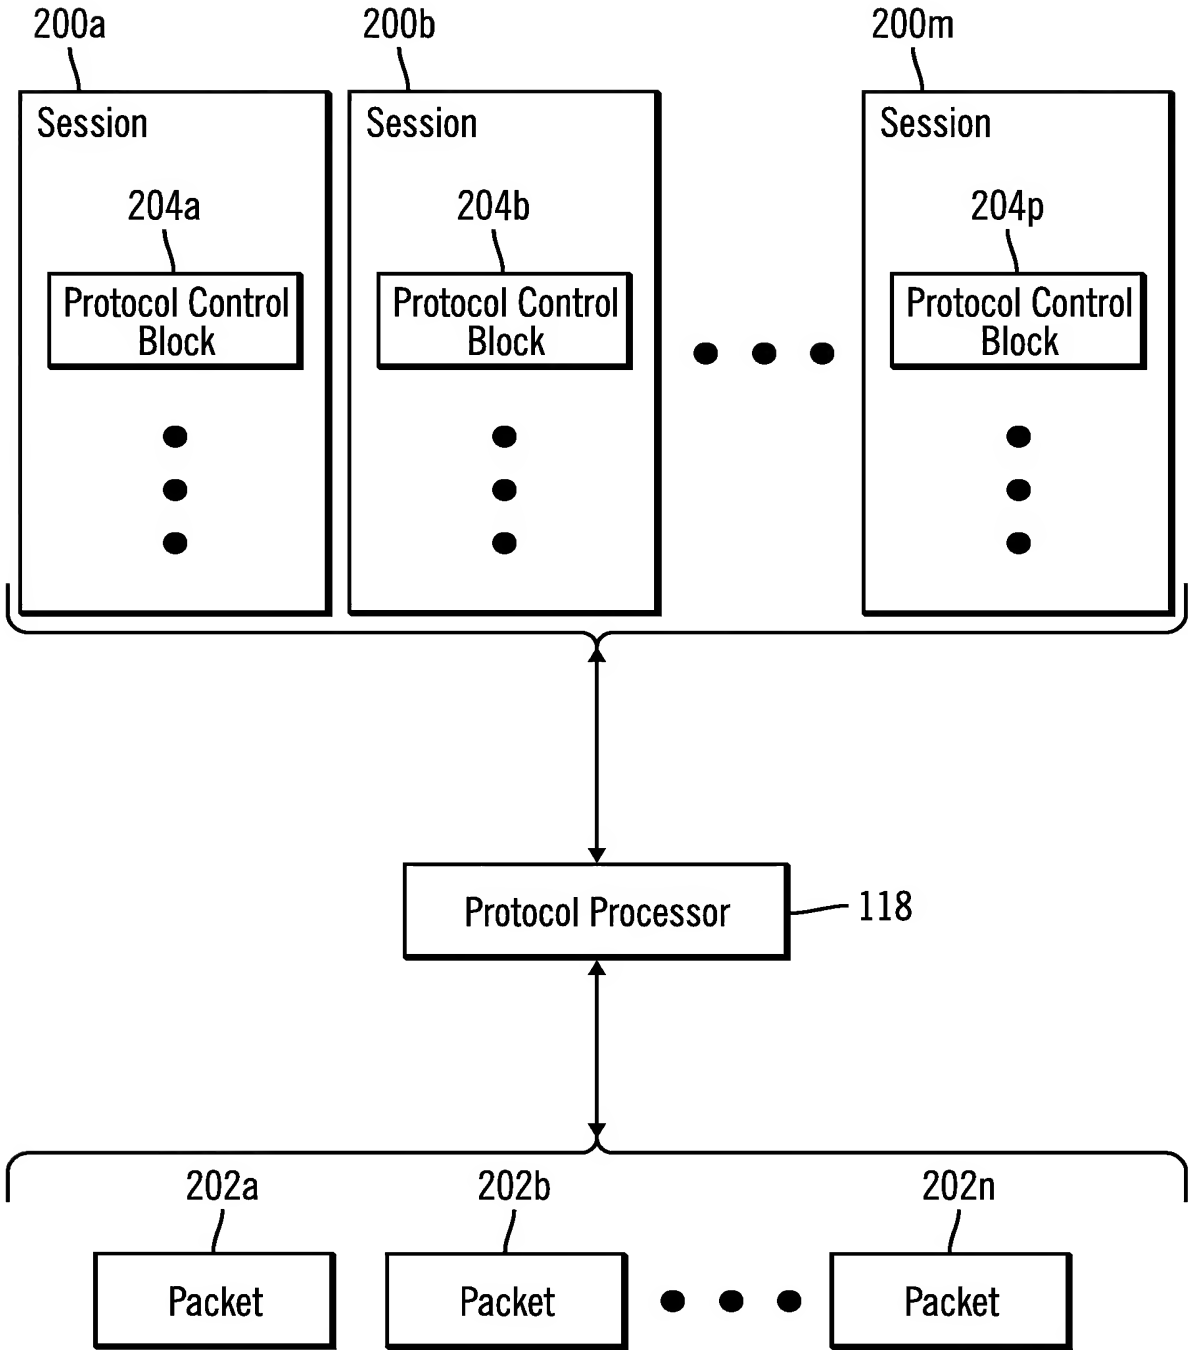 200a
200b
200m
Session
Session
Session
204a
204b
204p
Protocol Control
Block
Protocol Control
Block
Protocol Control
Block
Protocol Processor
118
202a
202b
202n
Packet
Packet
Packet